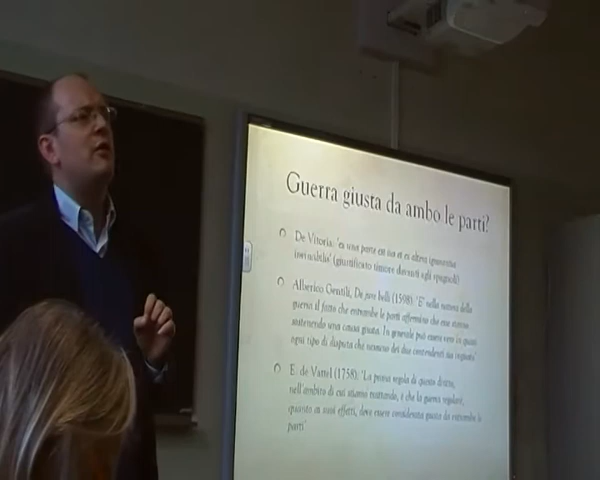 Guerra giusta da ambo le parti?
De Vitoria: 'ex una parte est ius et ex altera ignorantia
invincibilis' (giustificato timore davanti agli spagnoli)
Alberico Gentili, De jure belli (1598): 'E' nella natura della
guerra il fatto che entrambe le parti affermino che esse stanno
sostenendo una causa giusta. In generale può essere vero in quasi
ogni tipo di disputa che nessuno dei due contendenti sia ingiusto'
E. de Vattel (1758): 'La prima regola di questo diritto,
nell'ambito di cui stiamo trattando, è che la guerra regolare,
quanto ai suoi effetti, deve essere considerata giusta da entrambe le
parti'